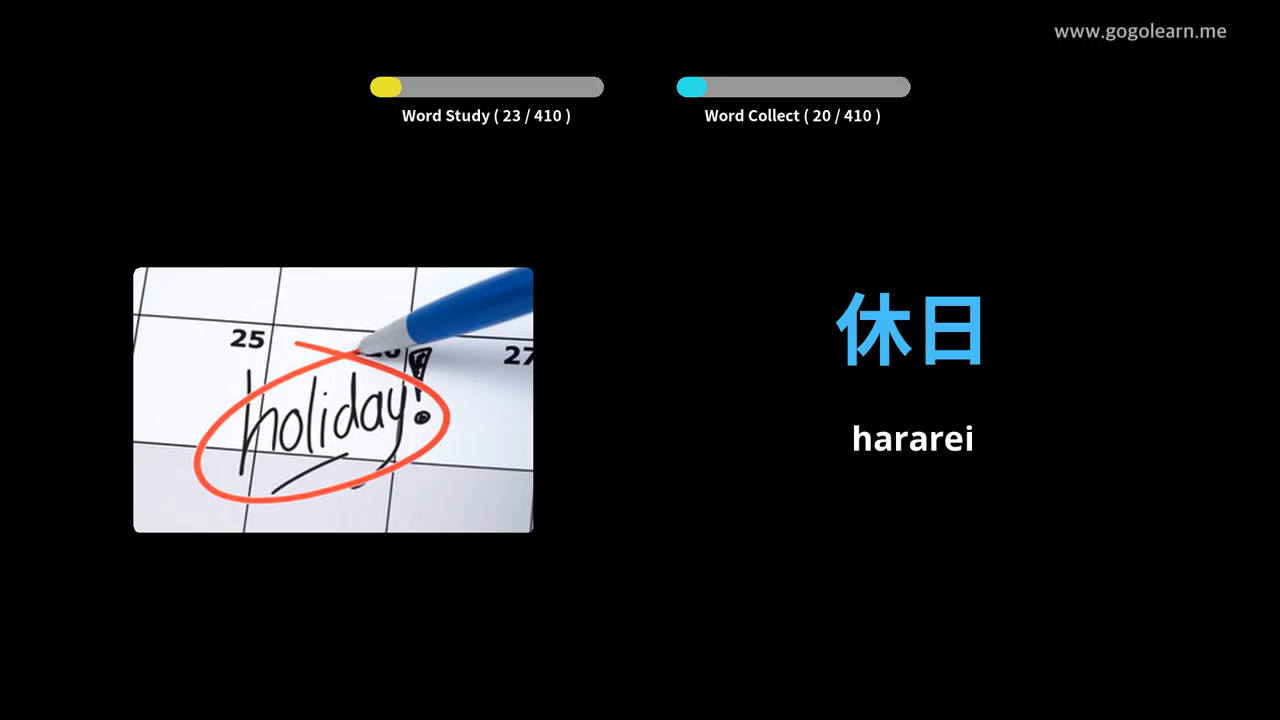 www.gogolearn.me
Word Study ( 23 / 410 )
Word Collect ( 20 / 410 )
25
27
holiday!
休日
hararei